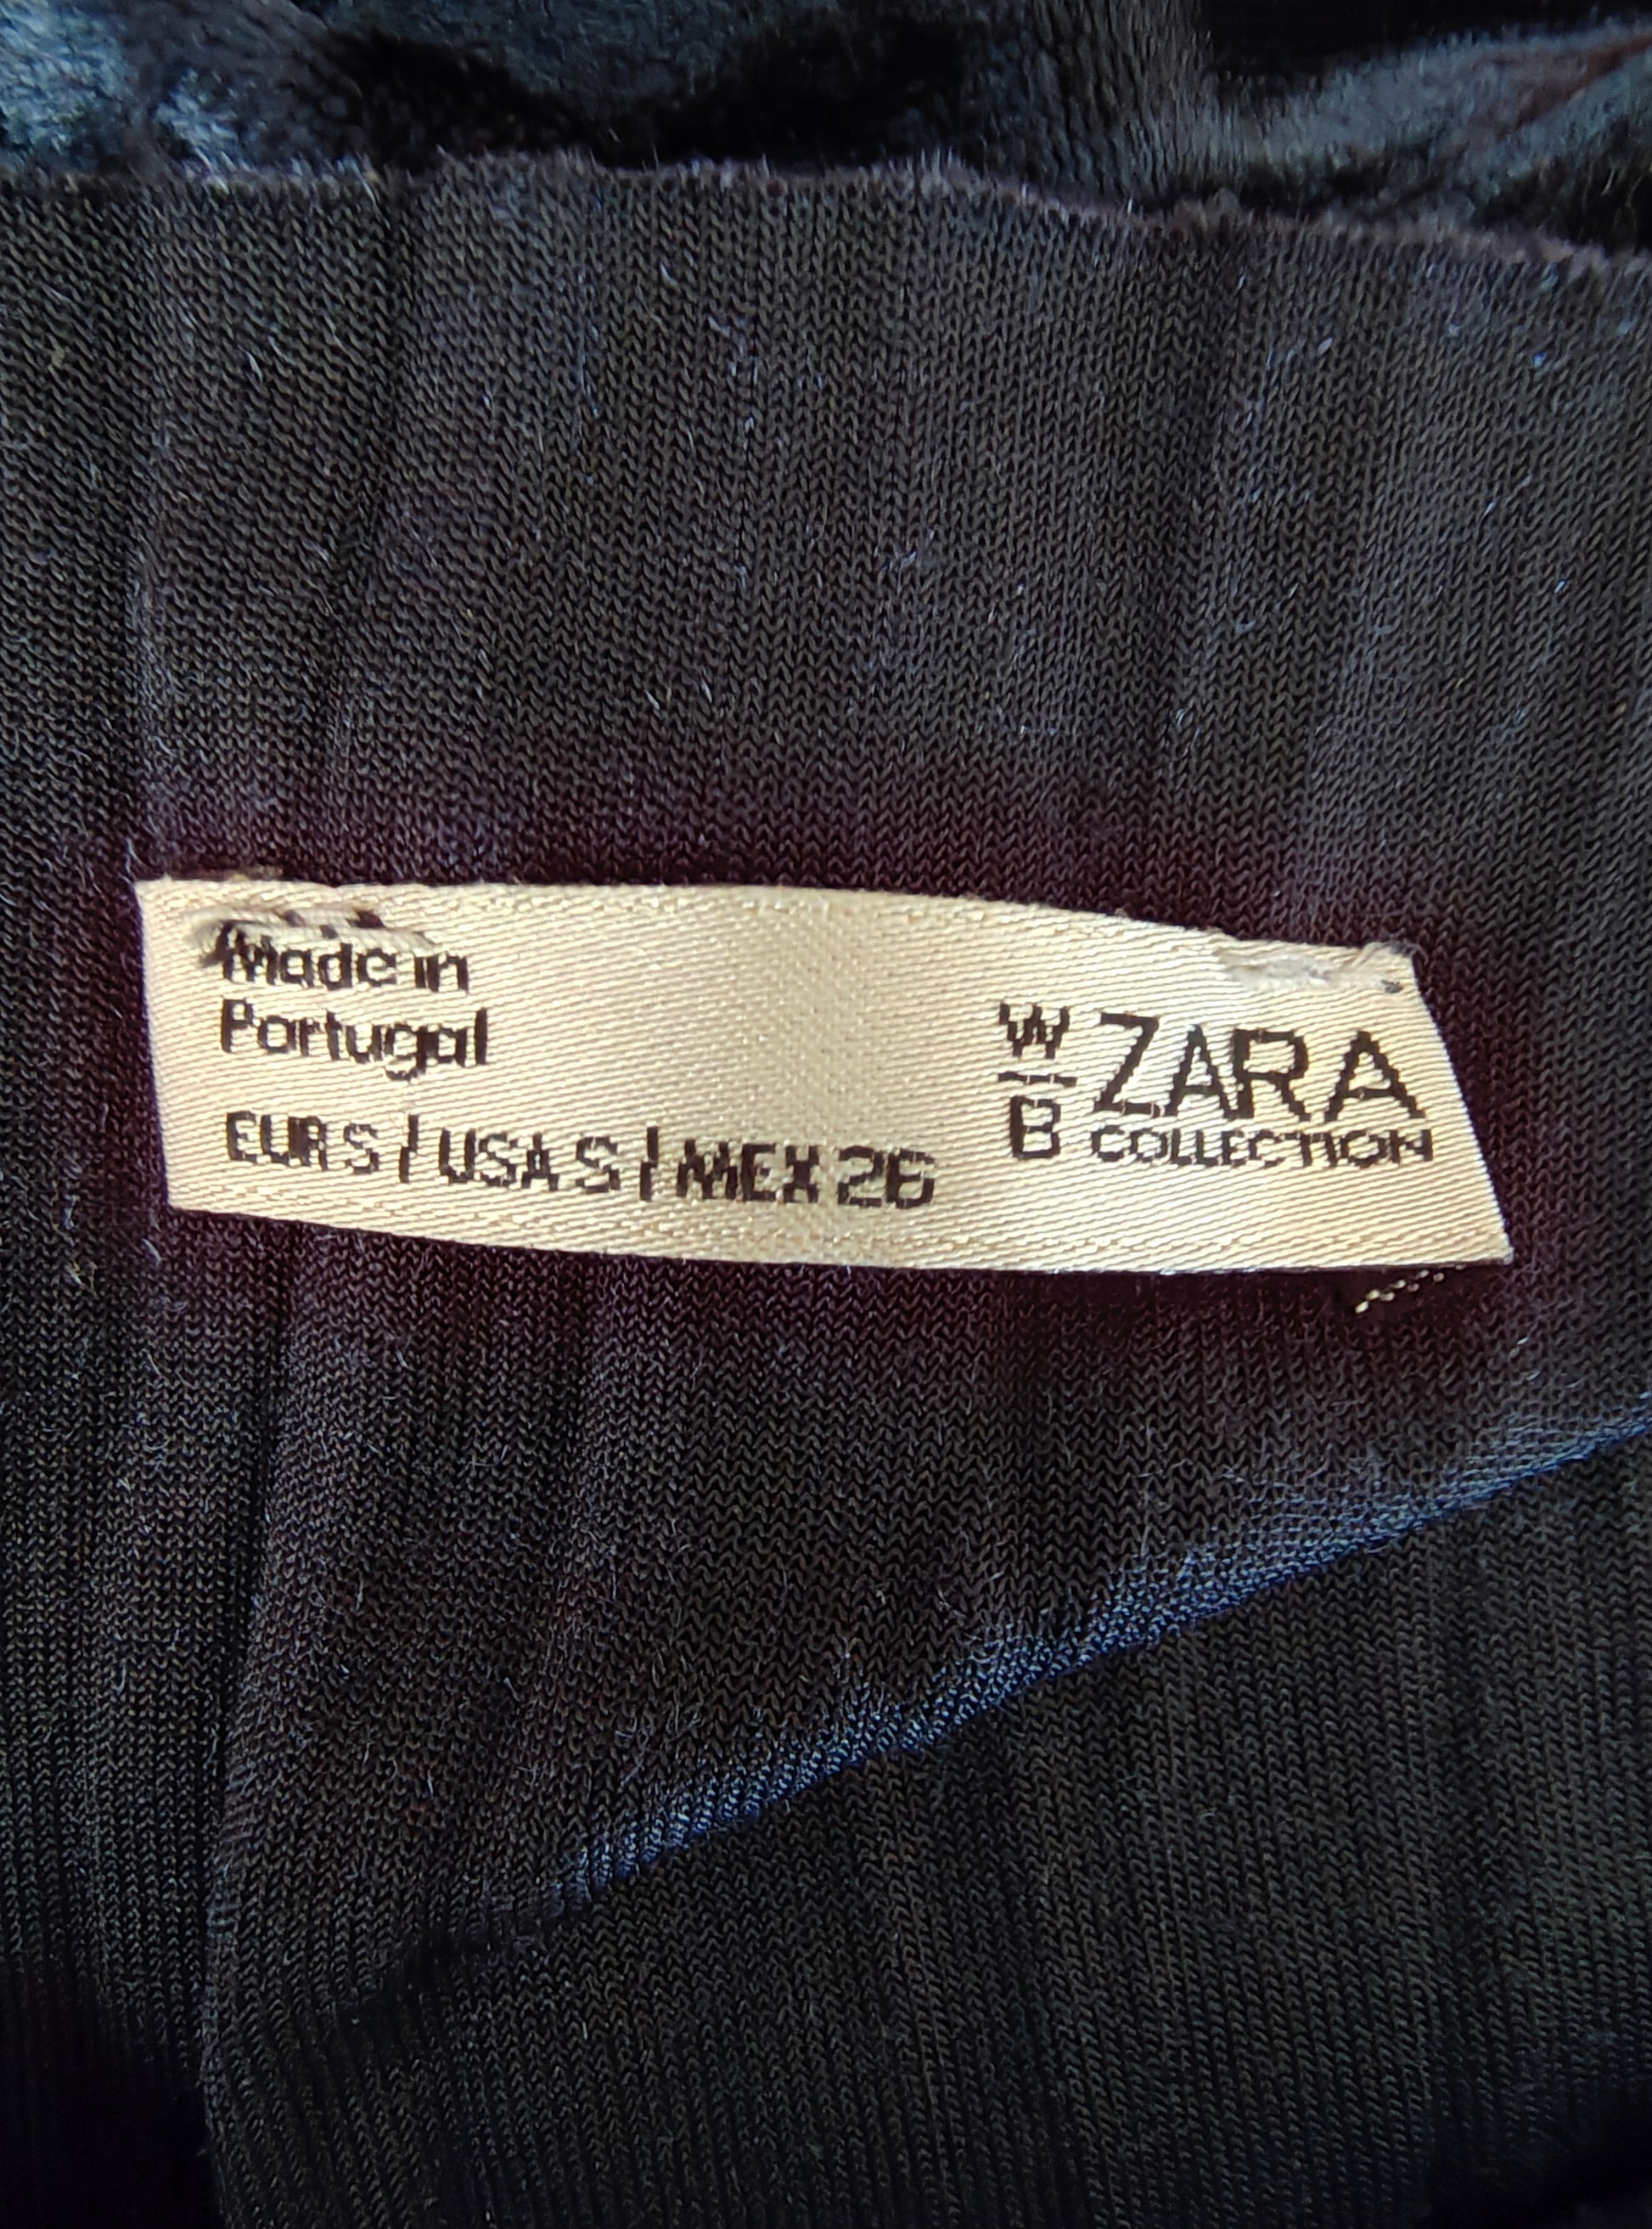 Made in
Portugal
EUR S / USA S / MEX 26
W
B
ZARA
COLLECTION